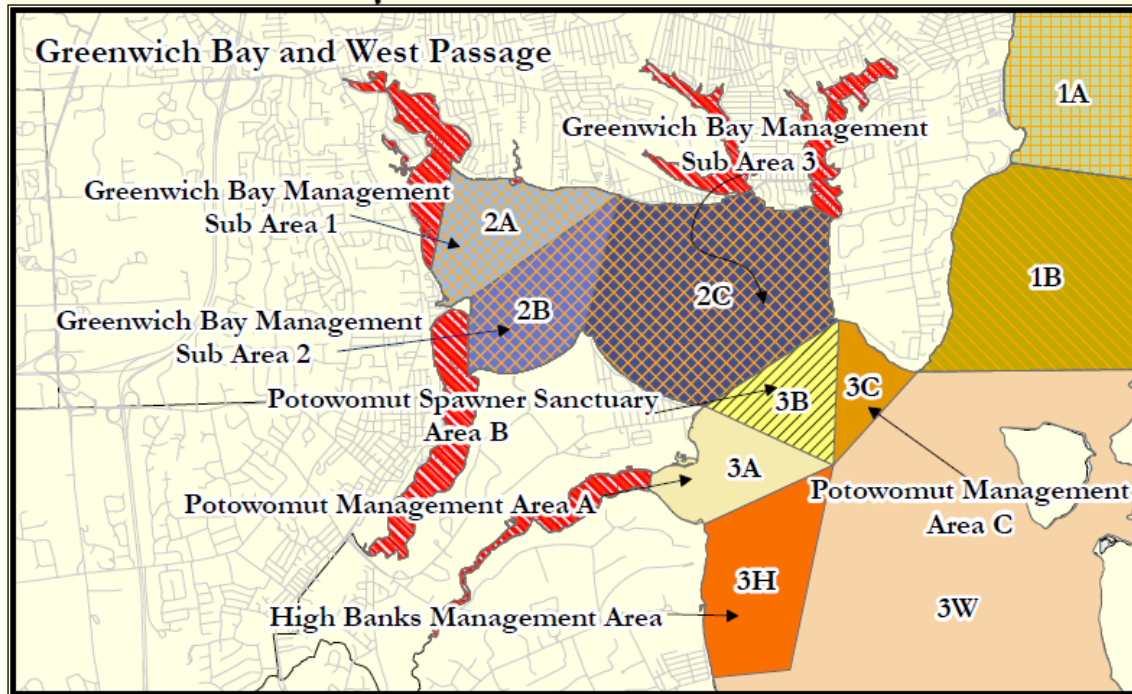 Greenwich Bay and West Passage
1A
Greenwich Bay Management
Sub Area 3
Greenwich Bay Management
Sub Area 1
2A
1B
2B
2C
Greenwich Bay Management
Sub Area 2
Potowomut Spawner Sanctuary
Area B
3B
3C
3A
Potowomut Management Area A
Potowomut Management
Area C
3H
High Banks Management Area
3W